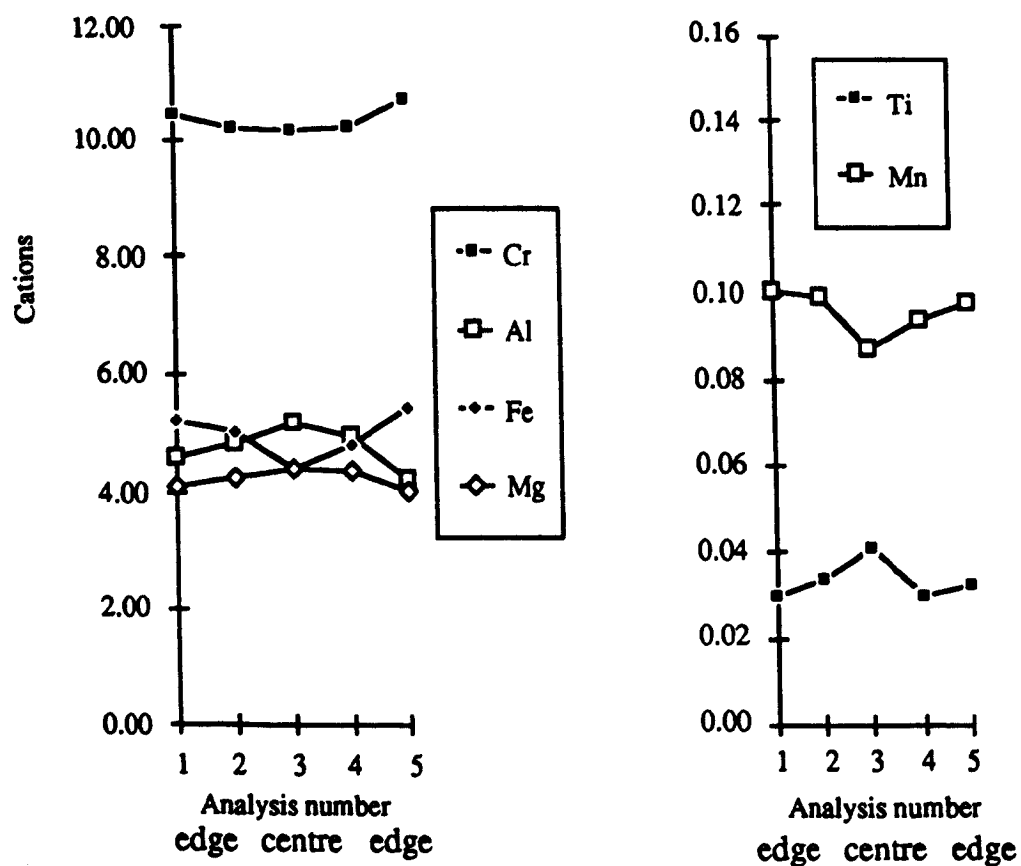 12.00
10.00
8.00
6.00
4.00
2.00
0.00
Cations
1 2 3 4 5
Analysis number
edge centre edge
Cr
Al
Fe
Mg
0.16
0.14
0.12
0.10
0.08
0.06
0.04
0.02
0.00
1 2 3 4 5
Analysis number
edge centre edge
Ti
Mn